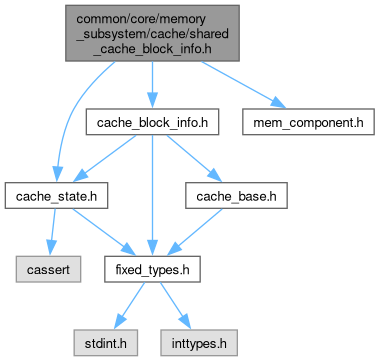 common/core/memory
_subsystem/cache/shared
_cache_block_info.h
cache_block_info.h
mem_component.h
cache_state.h
cache_base.h
cassert
fixed_types.h
stdint.h
inttypes.h